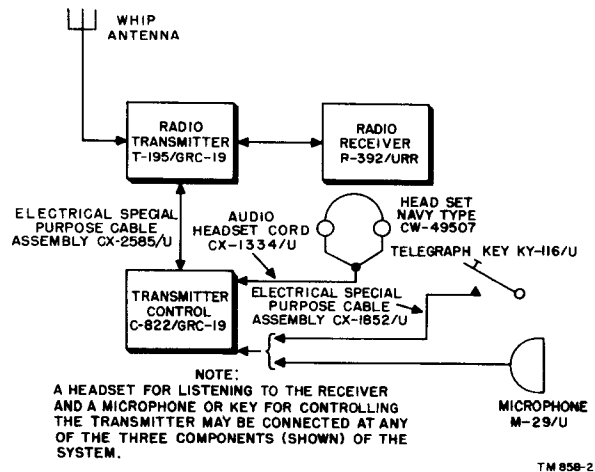 WHIP
ANTENNA
RADIO
TRANSMITTER
T-195/GRC-19
RADIO
RECEIVER
R-392/URR
ELECTRICAL SPECIAL
PURPOSE CABLE
ASSEMBLY CX-2585/U
AUDIO
HEADSET CORD
CX-1334/U
HEAD SET
NAVY TYPE
CW-49507
TELEGRAPH KEY KY-116/U
TRANSMITTER
CONTROL
C-822/GRC-19
ELECTRICAL SPECIAL
PURPOSE CABLE
ASSEMBLY CX-1852/U
MICROPHONE
M-29/U
NOTE:
A HEADSET FOR LISTENING TO THE RECEIVER
AND A MICROPHONE OR KEY FOR CONTROLLING
THE TRANSMITTER MAY BE CONNECTED AT ANY
OF THE THREE COMPONENTS (SHOWN) OF THE
SYSTEM.
TM 858-2